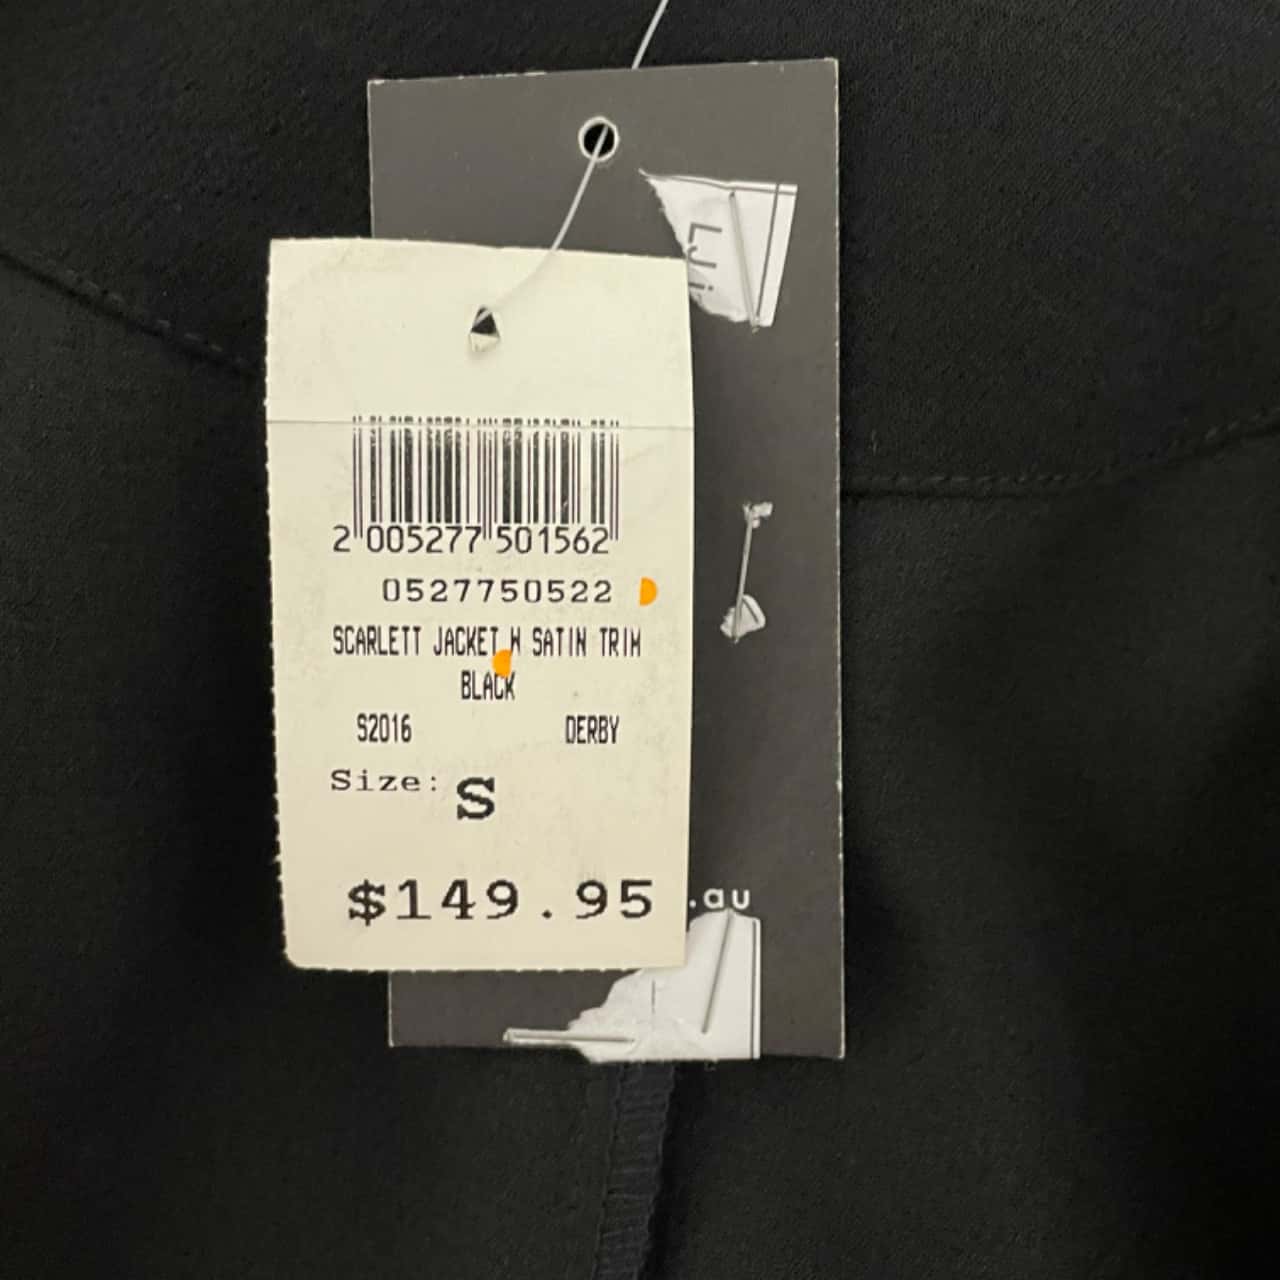 2 005277 501562
0527750522
SCARLETT JACKET W SATIN TRIM
BLACK
S2016 DERBY
Size: S
$149.95
.au